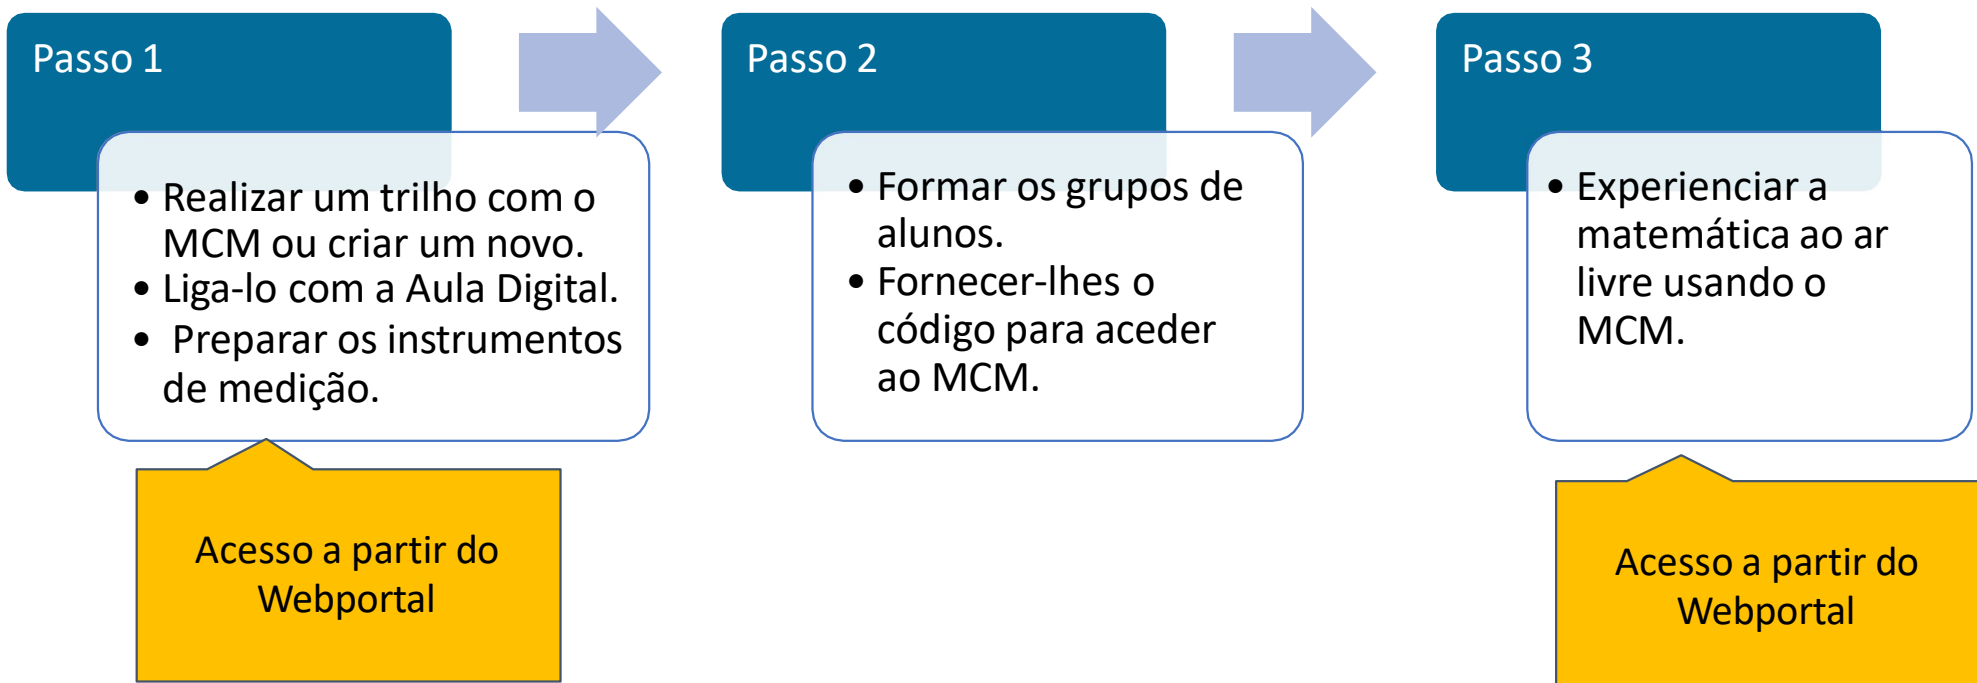 Passo 1
• Realizar um trilho com o
MCM ou criar um novo.
• Liga-lo com a Aula Digital.
• Preparar os instrumentos
de medição.
Acesso a partir do
Webportal
Passo 2
• Formar os grupos de
alunos.
• Fornecer-lhes o
código para aceder
ao MCM.
Passo 3
• Experienciar a
matemática ao ar
livre usando o
MCM.
Acesso a partir do
Webportal